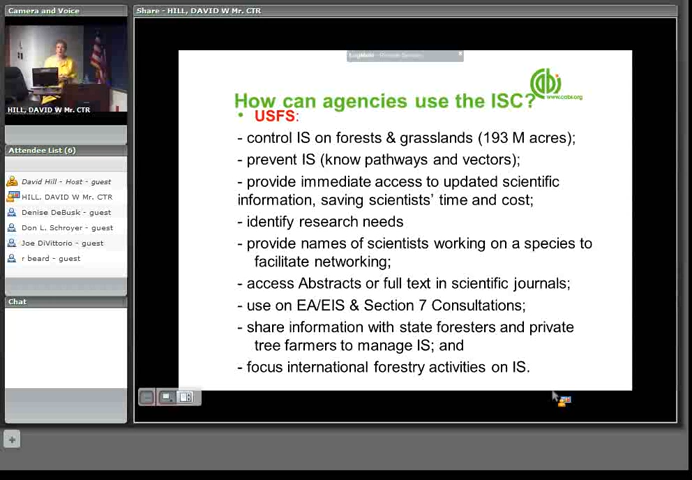 Camera and Voice
HILL, DAVID W Mr. CTR
Attendee List (6)
David Hill - Host - guest
HILL. DAVID W Mr. CTR
Denise DeBusk - guest
Don L. Schroyer - guest
Joe DiVittorio - guest
r beard - guest
Chat
Share - HILL, DAVID W Mr. CTR
How can agencies use the ISC?
cabi
www.cabi.org
• USFS:
- control IS on forests & grasslands (193 M acres);
- prevent IS (know pathways and vectors);
- provide immediate access to updated scientific
information, saving scientists' time and cost;
- identify research needs
- provide names of scientists working on a species to
facilitate networking;
- access Abstracts or full text in scientific journals;
- use on EA/EIS & Section 7 Consultations;
- share information with state foresters and private
tree farmers to manage IS; and
- focus international forestry activities on IS.